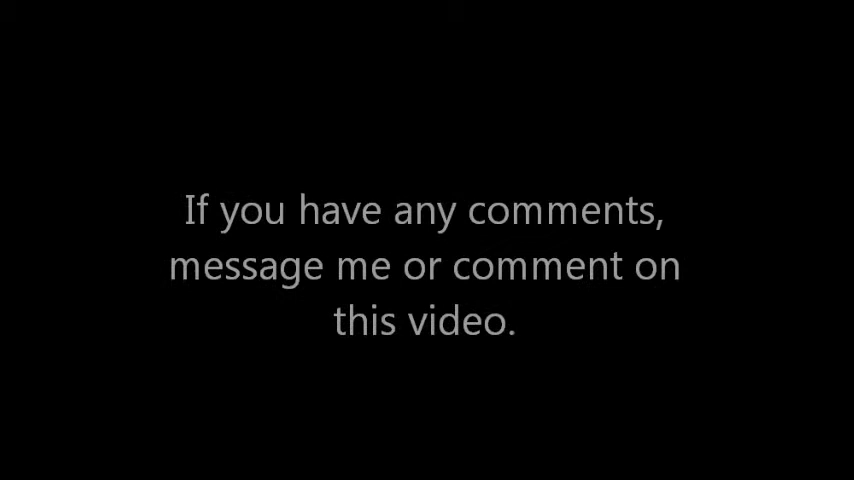 If you have any comments,
message me or comment on
this video.